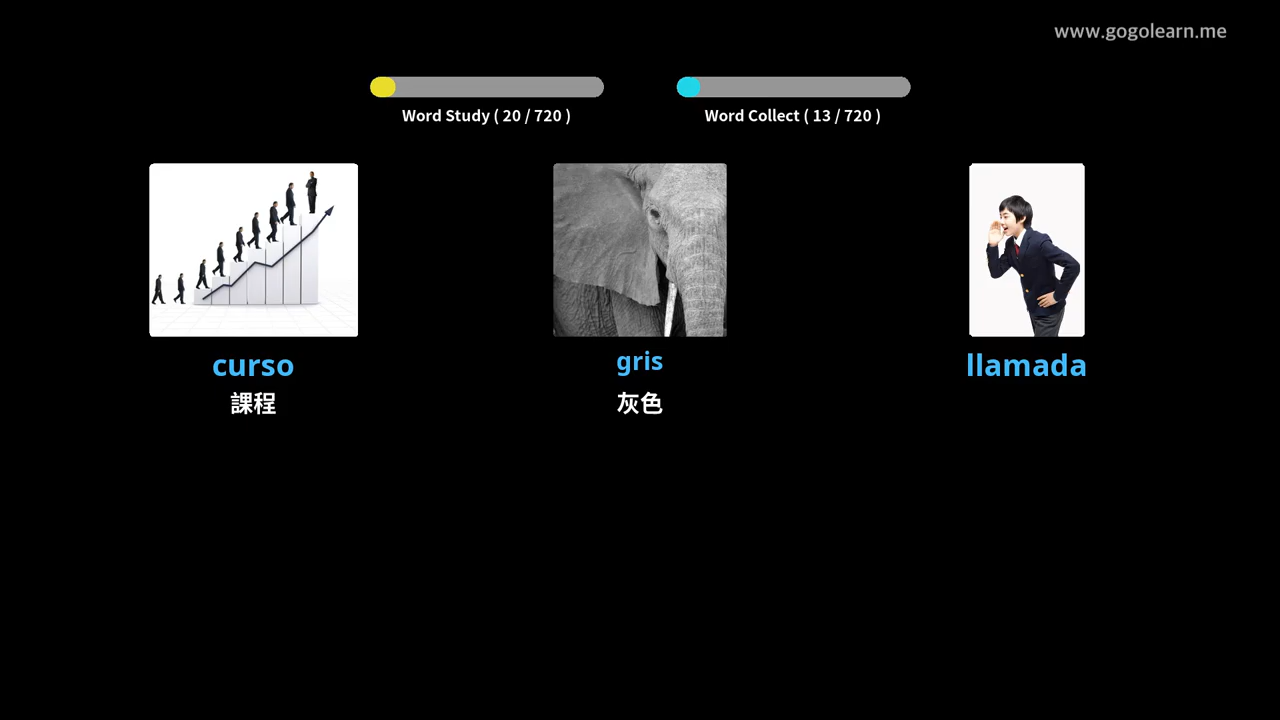 www.gogolearn.me
Word Study ( 20 / 720 )
Word Collect ( 13 / 720 )
curso
gris
llamada
課程
灰色